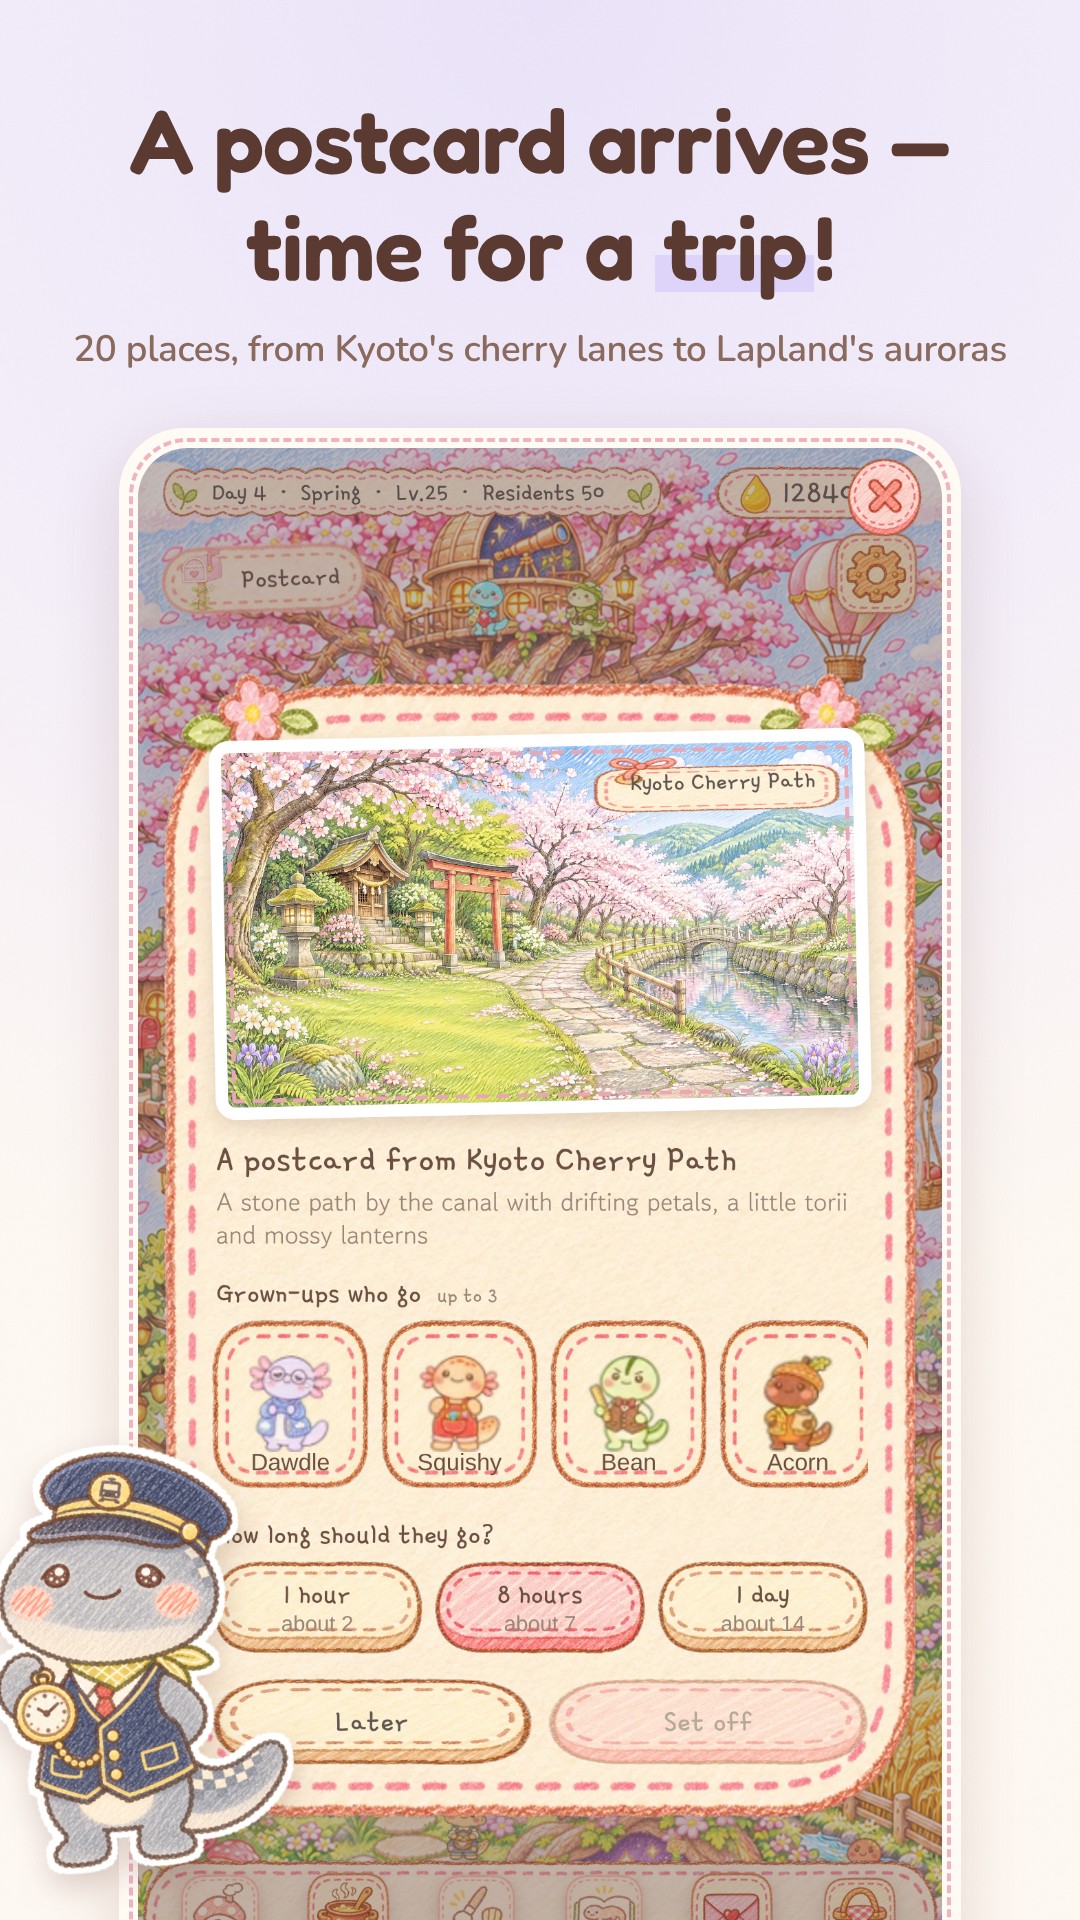 A postcard arrives –
time for a trip!
20 places, from Kyoto's cherry lanes to Lapland's auroras
Day 4 · Spring · Lv.25 · Residents 50
Postcard
Kyoto Cherry Path
A postcard from Kyoto Cherry Path
A stone path by the canal with drifting petals, a little torii
and mossy lanterns
Grown-ups who go up to 3
Dawdle Squishy Bean Acorn
long should they go?
1 hour 8 hours 1 day
about 2 about 7 about 14
Later Set off